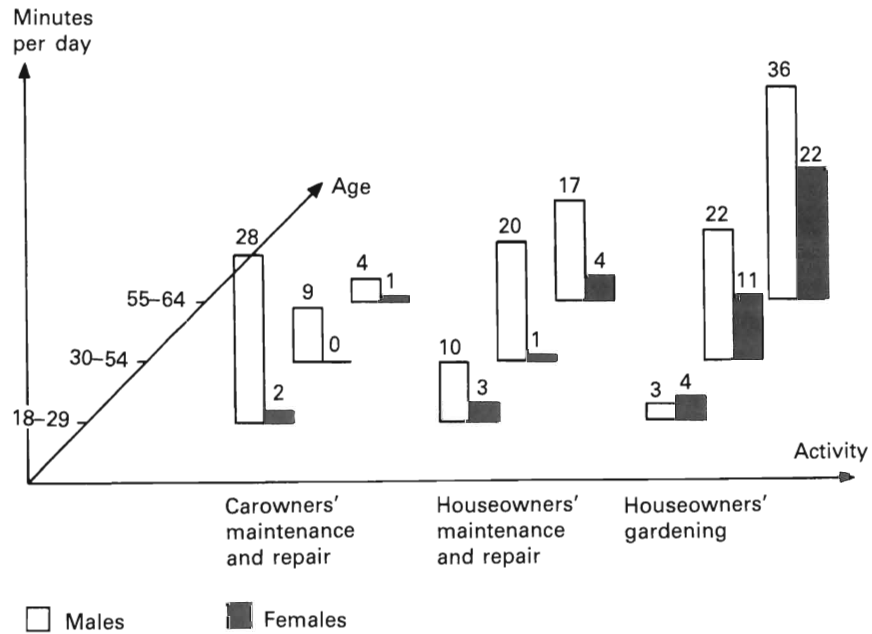 Minutes
per day
36
22
Age
17
22
28
20
4
4
1
11
55–64
9
30–54
0
1
10
3
4
2
3
18–29
Activity
Carowners'
maintenance
and repair
Houseowners'
maintenance
and repair
Houseowners'
gardening
Males
Females